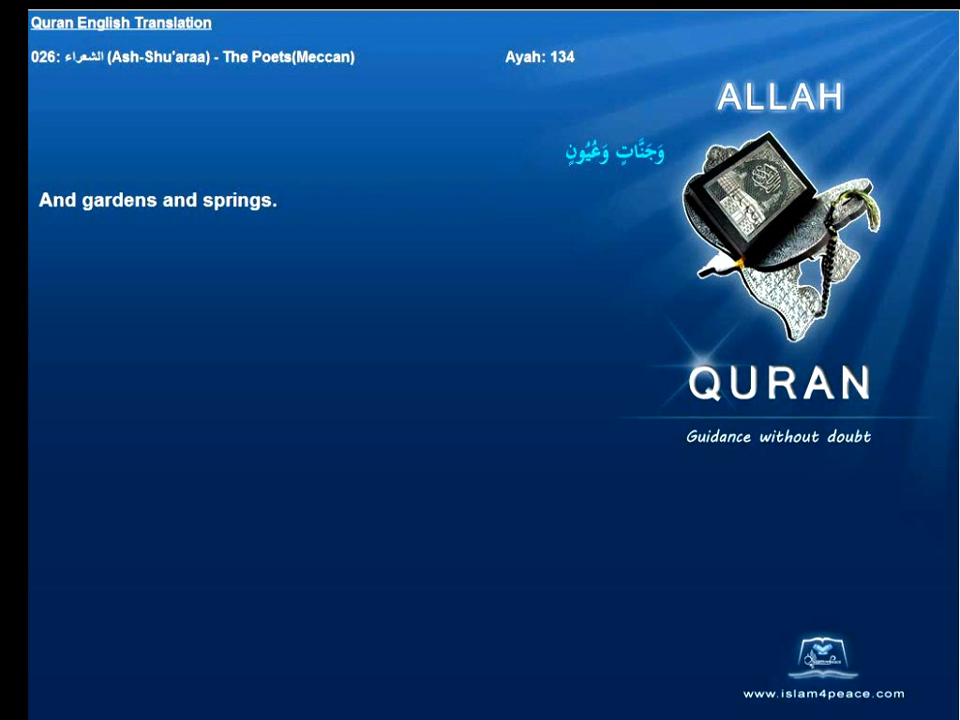 Quran English Translation
026: الشعراء (Ash-Shu'araa) - The Poets(Meccan) Ayah: 134
ALLAH
وَجَنَّاتٍ وَعُيُونٍ
And gardens and springs.
QURAN
Guidance without doubt
www.islam4peace.com